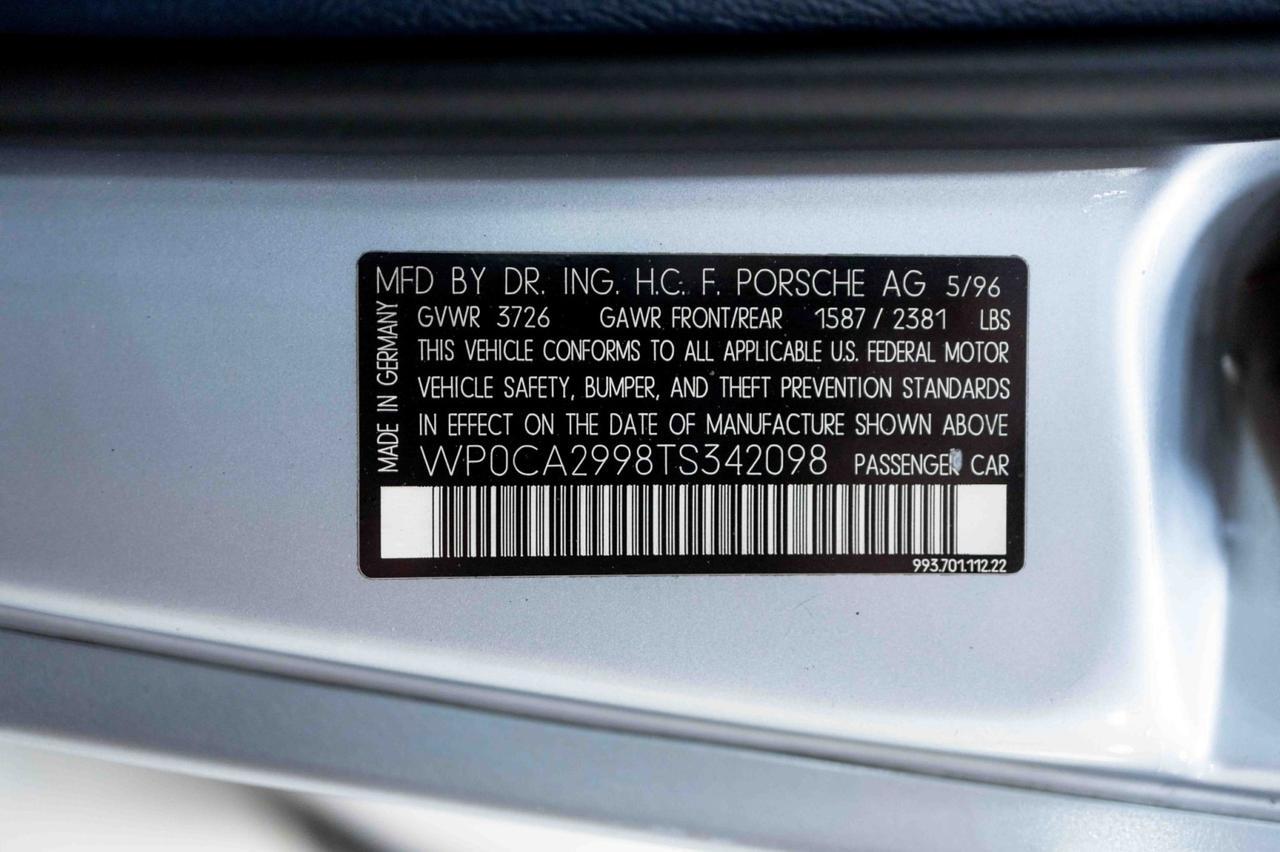 MFD BY DR. ING. H.C. F. PORSCHE AG 5/96
GVWR 3726 GAWR FRONT/REAR 1587 / 2381 LBS
THIS VEHICLE CONFORMS TO ALL APPLICABLE U.S. FEDERAL MOTOR
VEHICLE SAFETY, BUMPER, AND THEFT PREVENTION STANDARDS
IN EFFECT ON THE DATE OF MANUFACTURE SHOWN ABOVE
WP0CA2998TS342098 PASSENGER CAR
993.701.112.22
MADE IN GERMANY